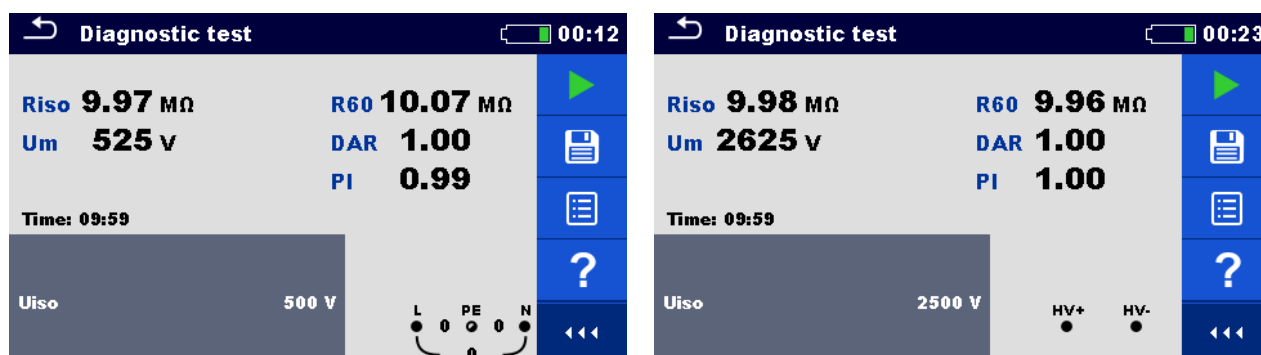 Diagnostic test 00:12
Riso 9.97 MΩ R60 10.07 MΩ
Um 525 V DAR 1.00
PI 0.99
Time: 09:59
Uiso 500 V
L PE N
0 0
0
?
Diagnostic test 00:23
Riso 9.98 MΩ R60 9.96 MΩ
Um 2625 V DAR 1.00
PI 1.00
Time: 09:59
Uiso 2500 V
HV+ HV-
?